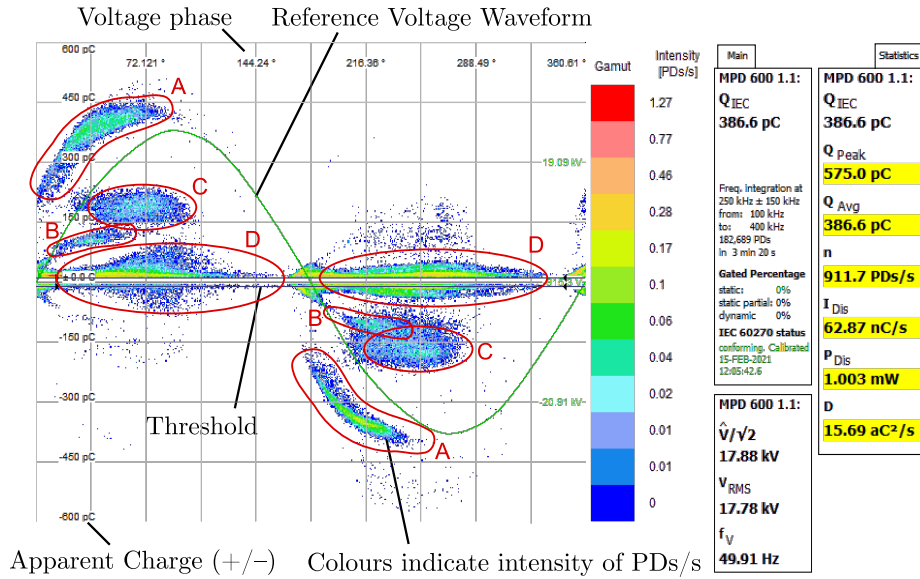 Voltage phase
Reference Voltage Waveform
600 pC
72.121 °
144.24 °
216.36 °
288.49 °
360.61 °
450 pC
300 pC
150 pC
± 0.0 pC
-150 pC
-300 pC
-450 pC
-600 pC
19.09 kV
-20.91 kV
A
C
B
D
D
B
C
A
Threshold
Apparent Charge (+/−)
Colours indicate intensity of PDs/s
Gamut
Intensity
[PDs/s]
1.27
0.77
0.46
0.28
0.17
0.1
0.06
0.04
0.02
0.01
0.01
0
Main
MPD 600 1.1:
Q IEC
386.6 pC
Freq. Integration at
250 kHz ± 150 kHz
from: 100 kHz
to: 400 kHz
182,689 PDs
in 3 min 20 s
Gated Percentage
static: 0%
static partial: 0%
dynamic 0%
IEC 60270 status
conforming. Calibrated
15-FEB-2021
12:05:42.6
MPD 600 1.1:
V̂/√2
17.88 kV
V RMS
17.78 kV
f V
49.91 Hz
Statistics
MPD 600 1.1:
Q IEC
386.6 pC
Q Peak
575.0 pC
Q Avg
386.6 pC
n
911.7 PDs/s
I Dis
62.87 nC/s
P Dis
1.003 mW
D
15.69 aC²/s